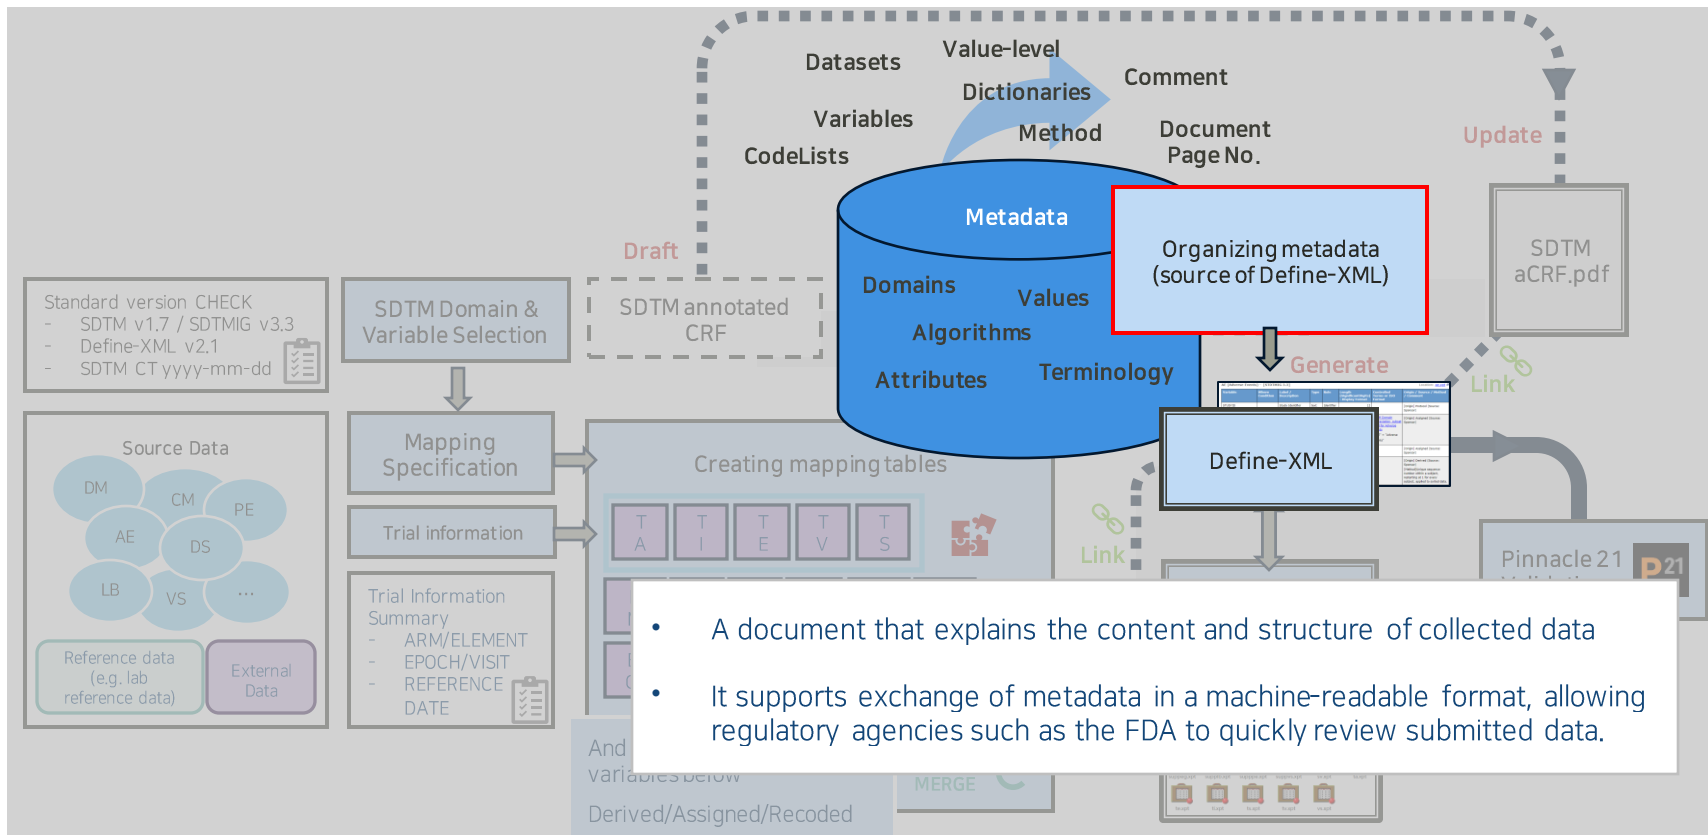 Datasets
Value-level
Comment
Dictionaries
Variables
Method
Document
Page No.
CodeLists
Update
Metadata
Organizing metadata
(source of Define-XML)
SDTM
aCRF.pdf
Draft
Domains
Values
Algorithms
Attributes
Terminology
Standard version CHECK
- SDTM v1.7 / SDTMIG v3.3
- Define-XML v2.1
- SDTM CT yyyy-mm-dd
SDTM Domain &
Variable Selection
SDTM annotated
CRF
Generate
Link
Define-XML
Source Data
DM
CM
PE
AE
DS
LB
VS
...
Reference data
(e.g. lab
reference data)
External
Data
Mapping
Specification
Trial information
Trial Information
Summary
- ARM/ELEMENT
- EPOCH/VISIT
- REFERENCE
DATE
Creating mapping tables
T
A
T
I
T
E
T
V
T
S
Link
Pinnacle 21
P21
• A document that explains the content and structure of collected data
• It supports exchange of metadata in a machine-readable format, allowing
regulatory agencies such as the FDA to quickly review submitted data.
And
variables below
Derived/Assigned/Recoded
MERGE